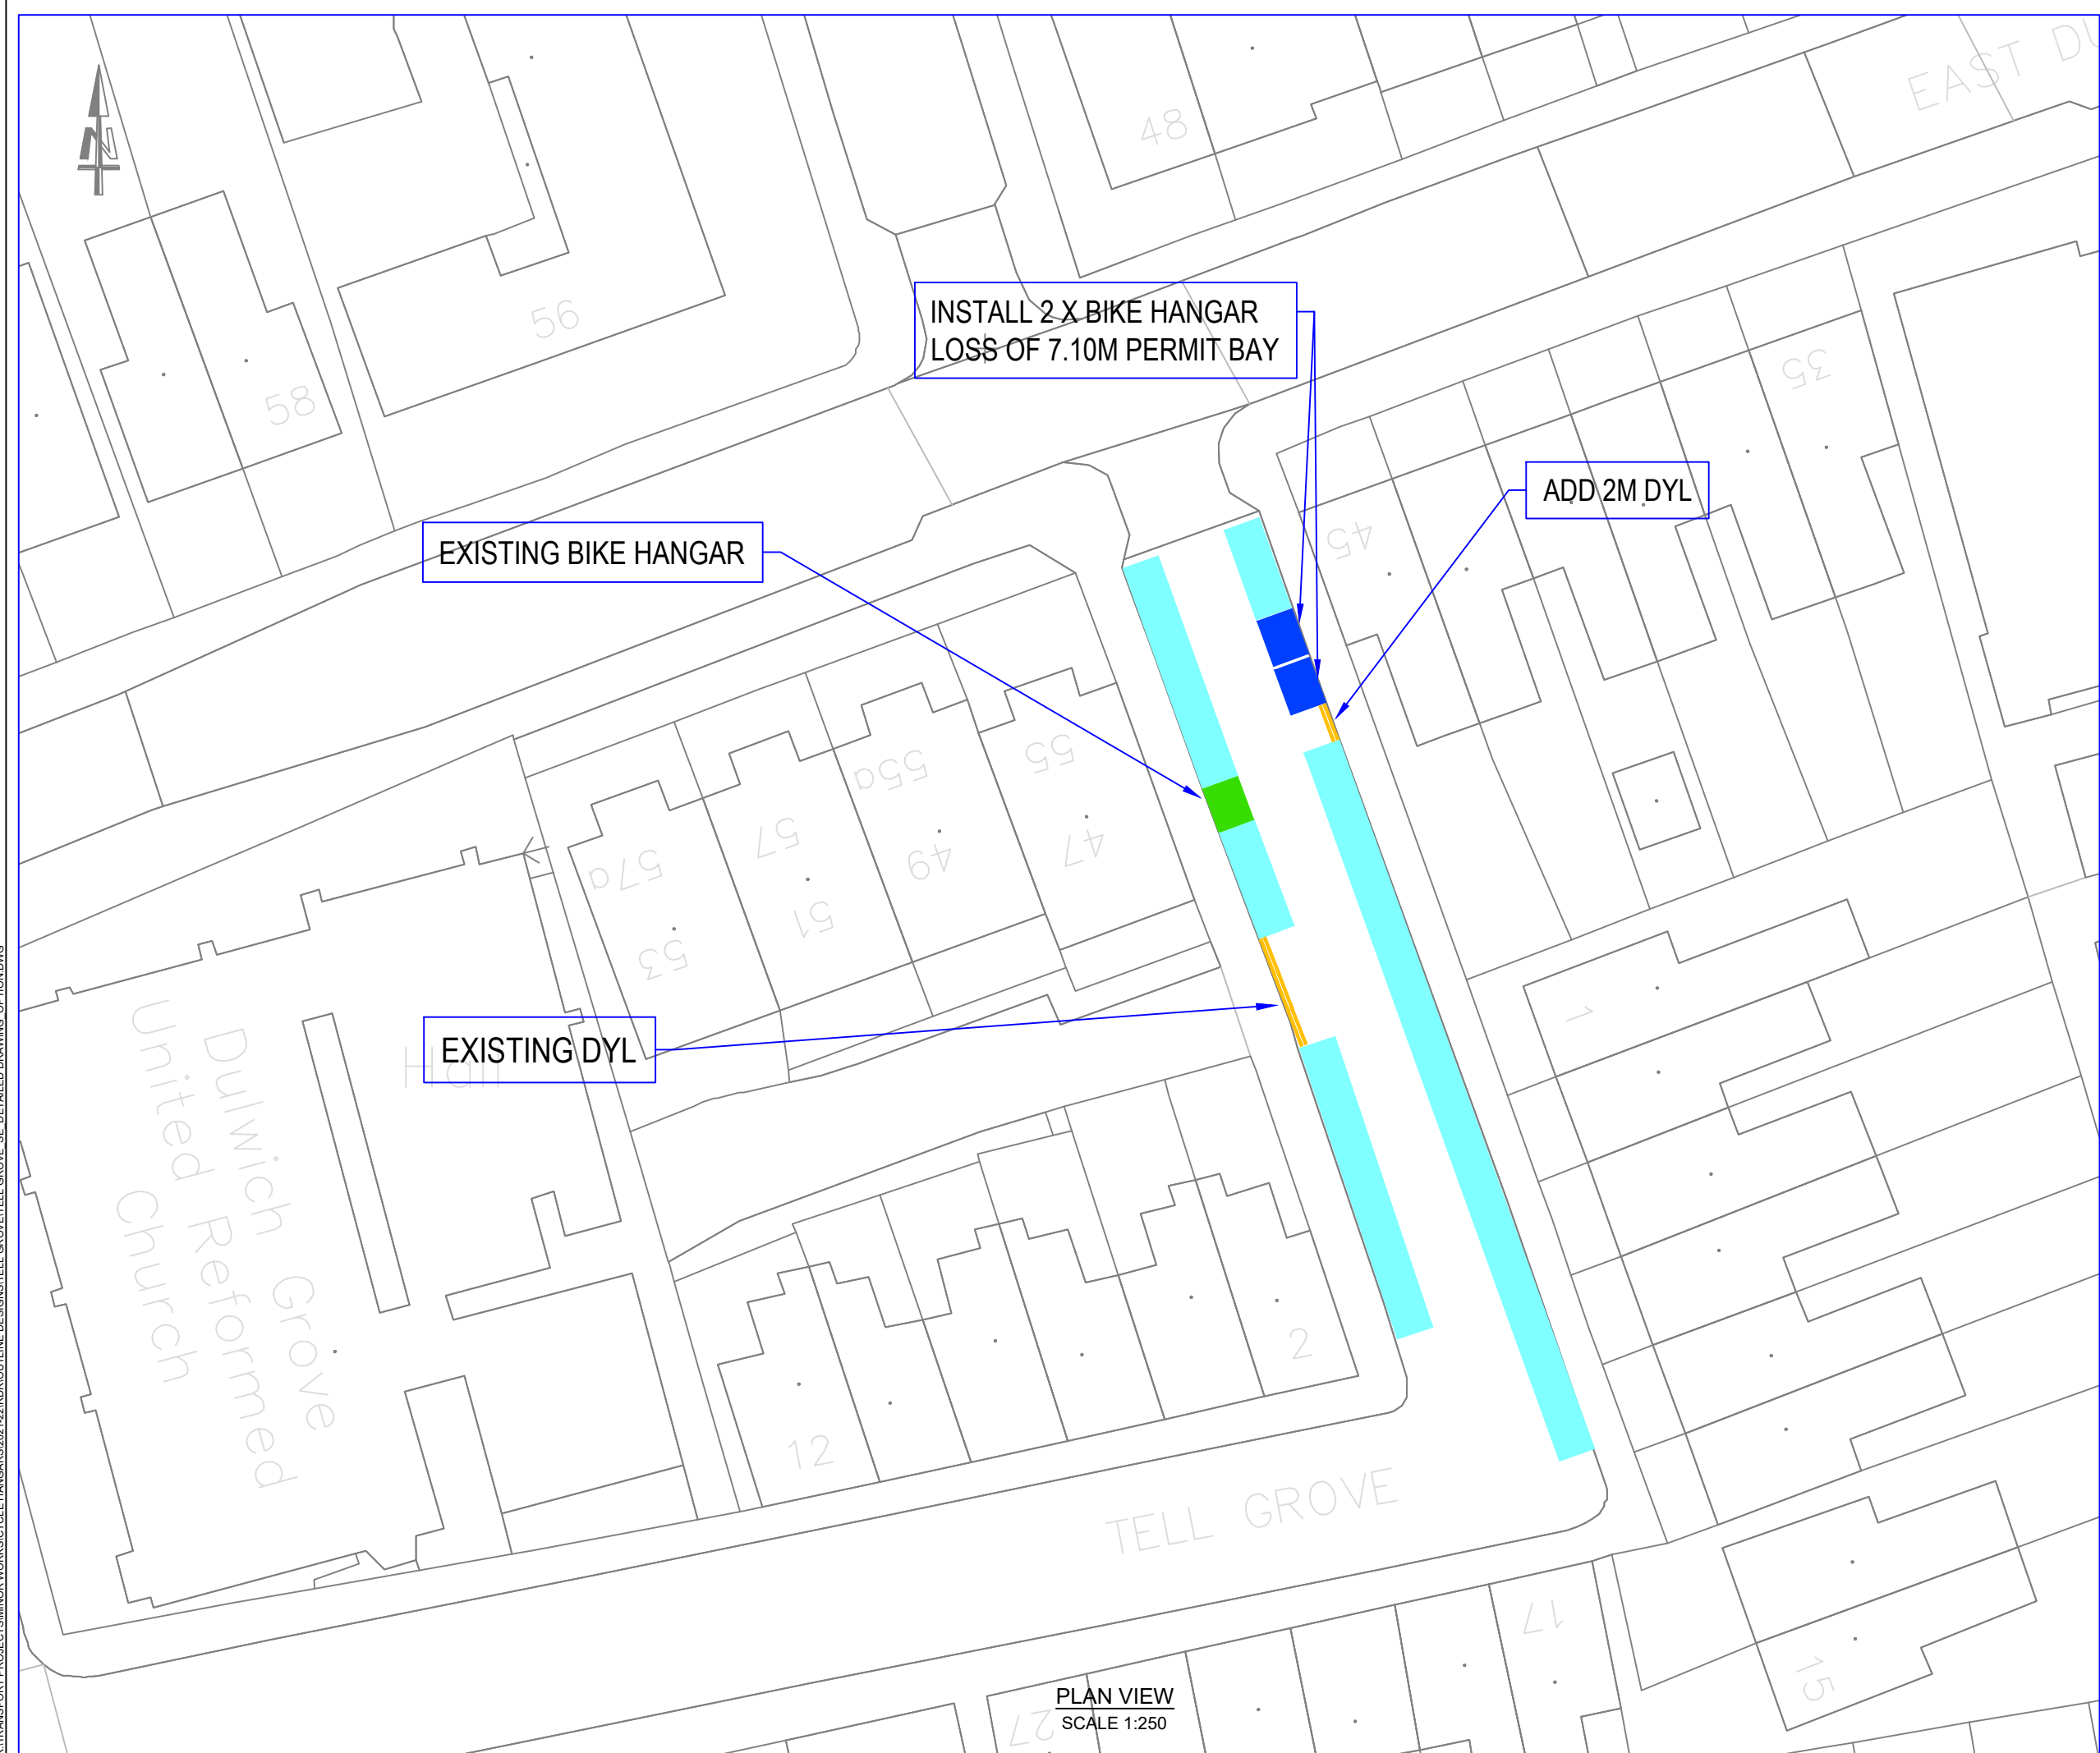 N
EAST DU
48
56
58
INSTALL 2 X BIKE HANGAR
LOSS OF 7.10M PERMIT BAY
35
ADD 2M DYL
45
EXISTING BIKE HANGAR
55
55a
57
57a
47
49
51
53
EXISTING DYL
Hall
1
Dulwich Grove
United Reformed
Church
2
12
TELL GROVE
17
15
27
PLAN VIEW
SCALE 1:250